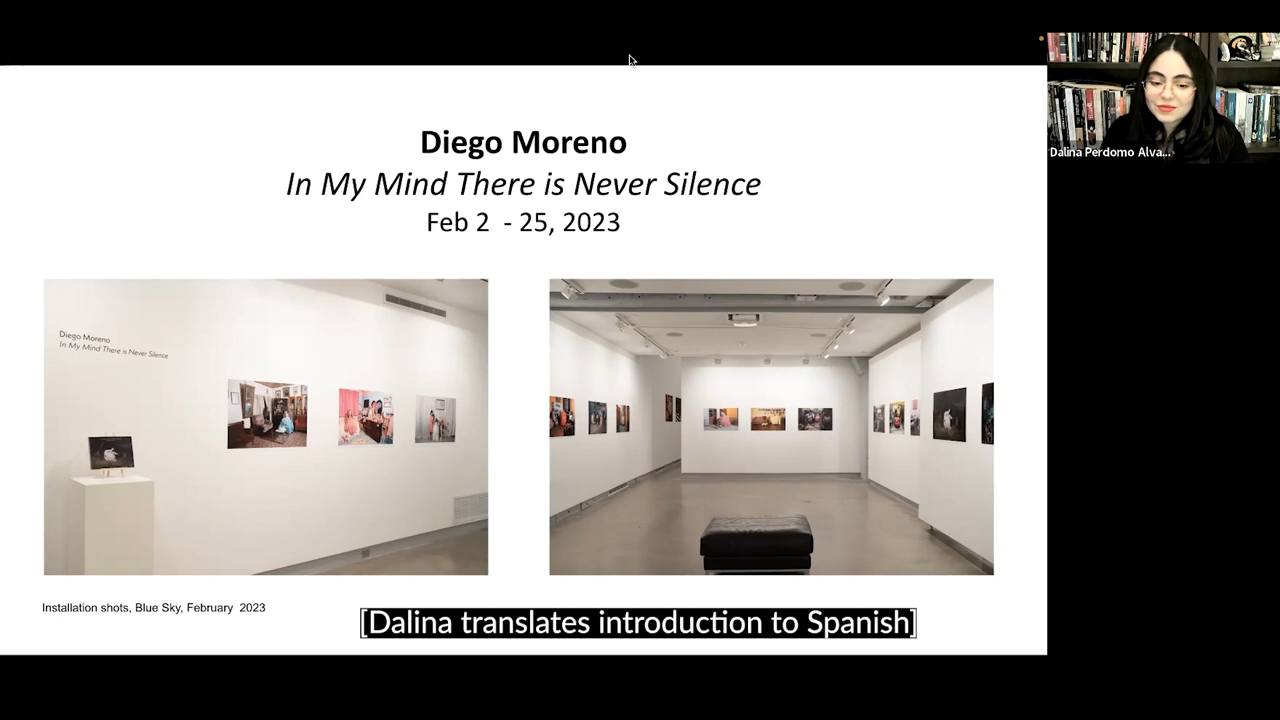 Diego Moreno
In My Mind There is Never Silence
Feb 2  - 25, 2023
Dalina Perdomo Alva...
Diego Moreno
In My Mind There is Never Silence
Installation shots, Blue Sky, February  2023
[Dalina translates introduction to Spanish]